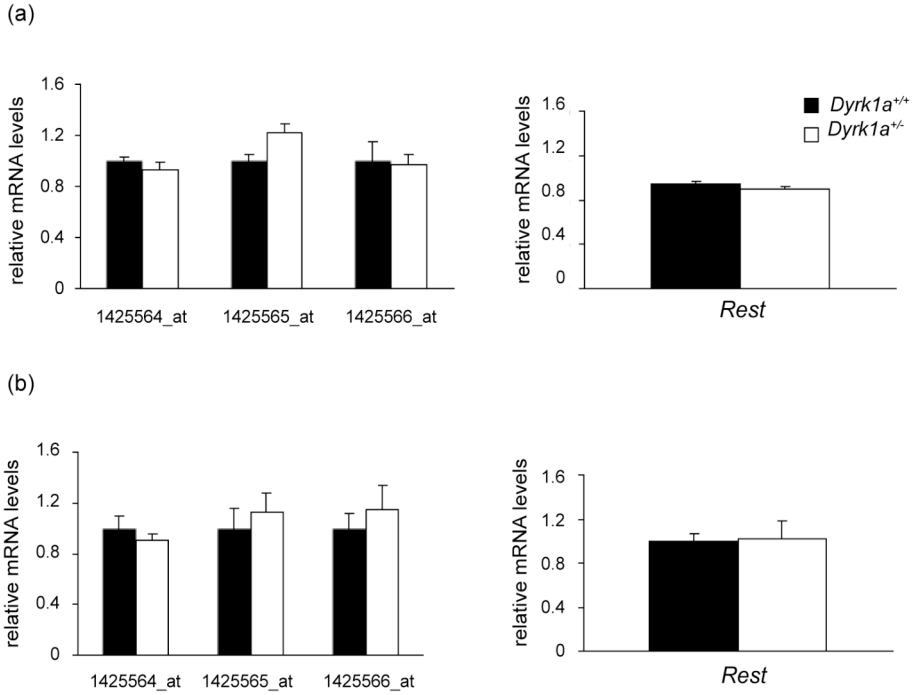 (a)
relative mRNA levels
1.6
1.2
0.8
0.4
0
1425564_at 1425565_at 1425566_at
relative mRNA levels
1.6
1.2
0.8
0.4
0
Rest
Dyrk1a+/+
Dyrk1a+/-
(b)
relative mRNA levels
1.6
1.2
0.8
0.4
0
1425564_at 1425565_at 1425566_at
relative mRNA levels
1.6
1.2
0.8
0.4
0
Rest